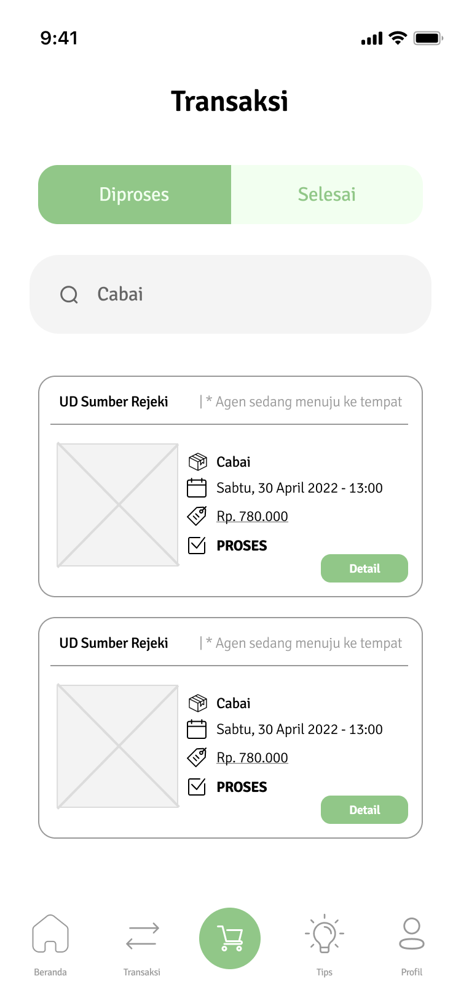 9:41
Transaksi
Diproses
Selesai
Cabai
UD Sumber Rejeki | * Agen sedang menuju ke tempat
Cabai
Sabtu, 30 April 2022 - 13:00
Rp. 780.000
PROSES
Detail
UD Sumber Rejeki | * Agen sedang menuju ke tempat
Cabai
Sabtu, 30 April 2022 - 13:00
Rp. 780.000
PROSES
Detail
Beranda
Transaksi
Tips
Profil